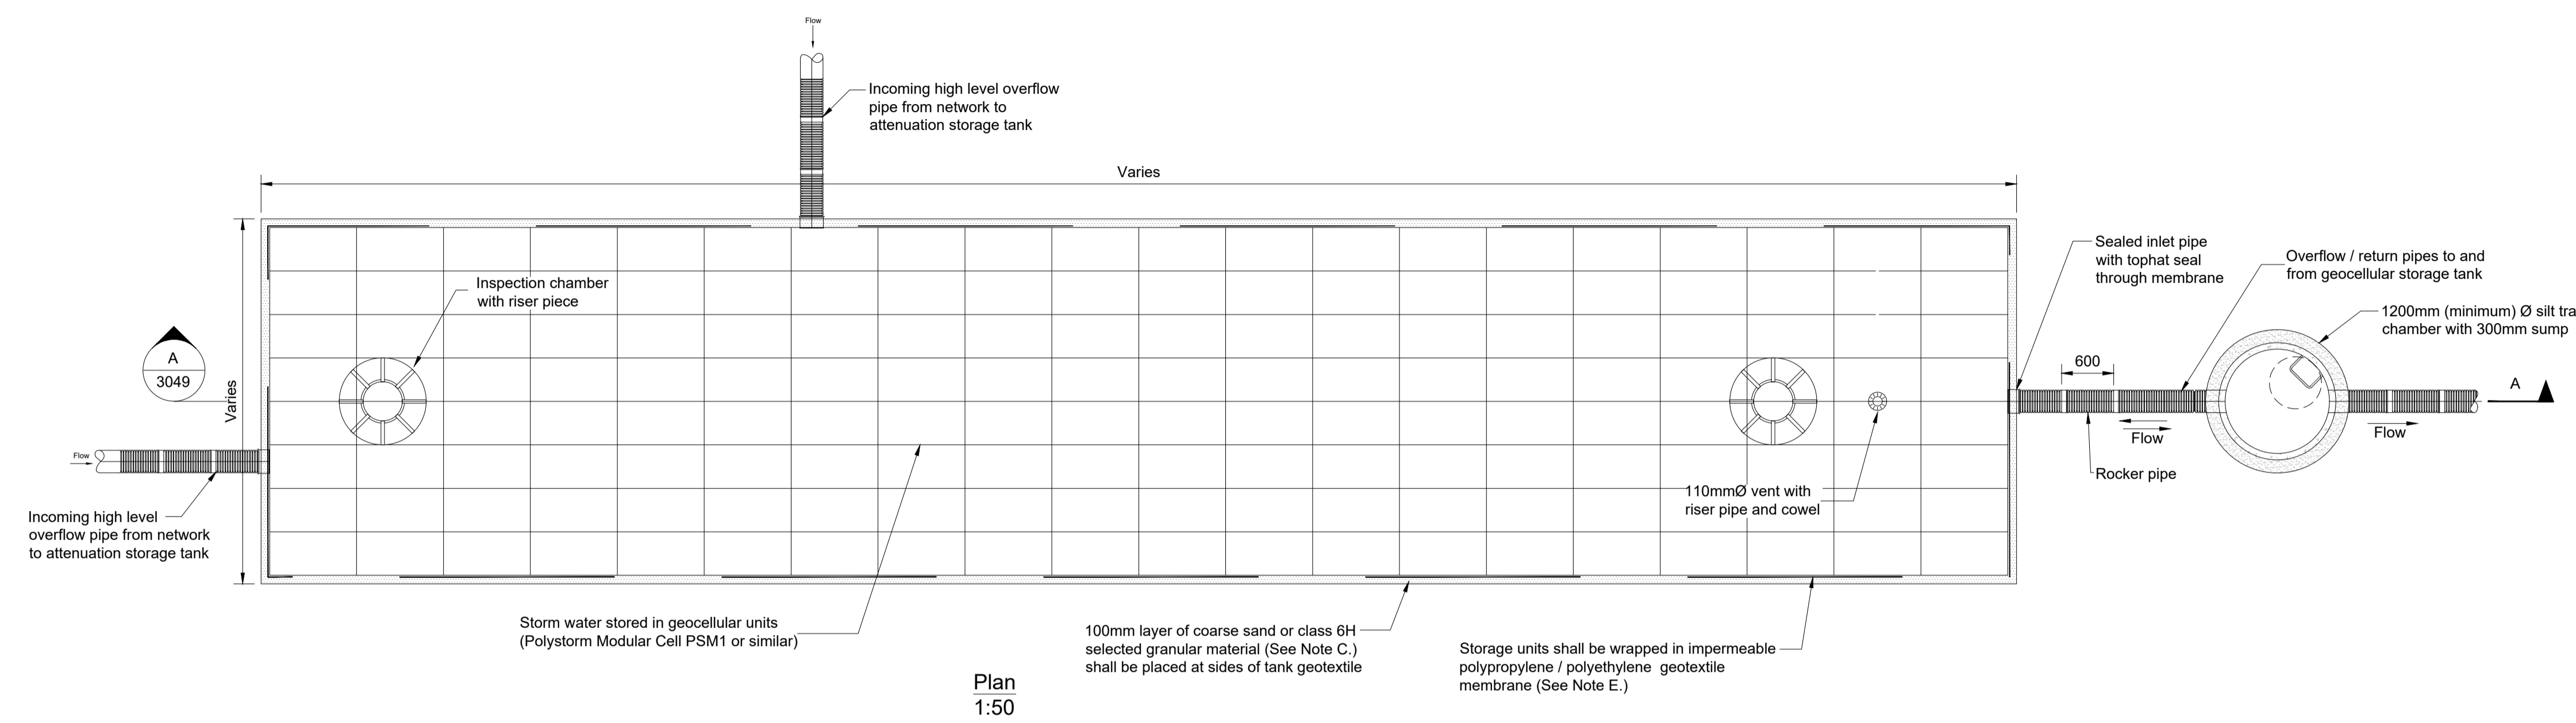 Flow
Incoming high level overflow
pipe from network to
attenuation storage tank
Varies
Sealed inlet pipe
with tophat seal
through membrane
Overflow / return pipes to and
from geocellular storage tank
Inspection chamber
with riser piece
1200mm (minimum) Ø silt tra
chamber with 300mm sump
A
3049
Varies
600
A
Flow
Flow
Flow
Rocker pipe
110mmØ vent with
riser pipe and cowel
Incoming high level
overflow pipe from network
to attenuation storage tank
Storm water stored in geocellular units
(Polystorm Modular Cell PSM1 or similar)
100mm layer of coarse sand or class 6H
selected granular material (See Note C.)
shall be placed at sides of tank geotextile
Storage units shall be wrapped in impermeable
polypropylene / polyethylene geotextile
membrane (See Note E.)
Plan
1:50